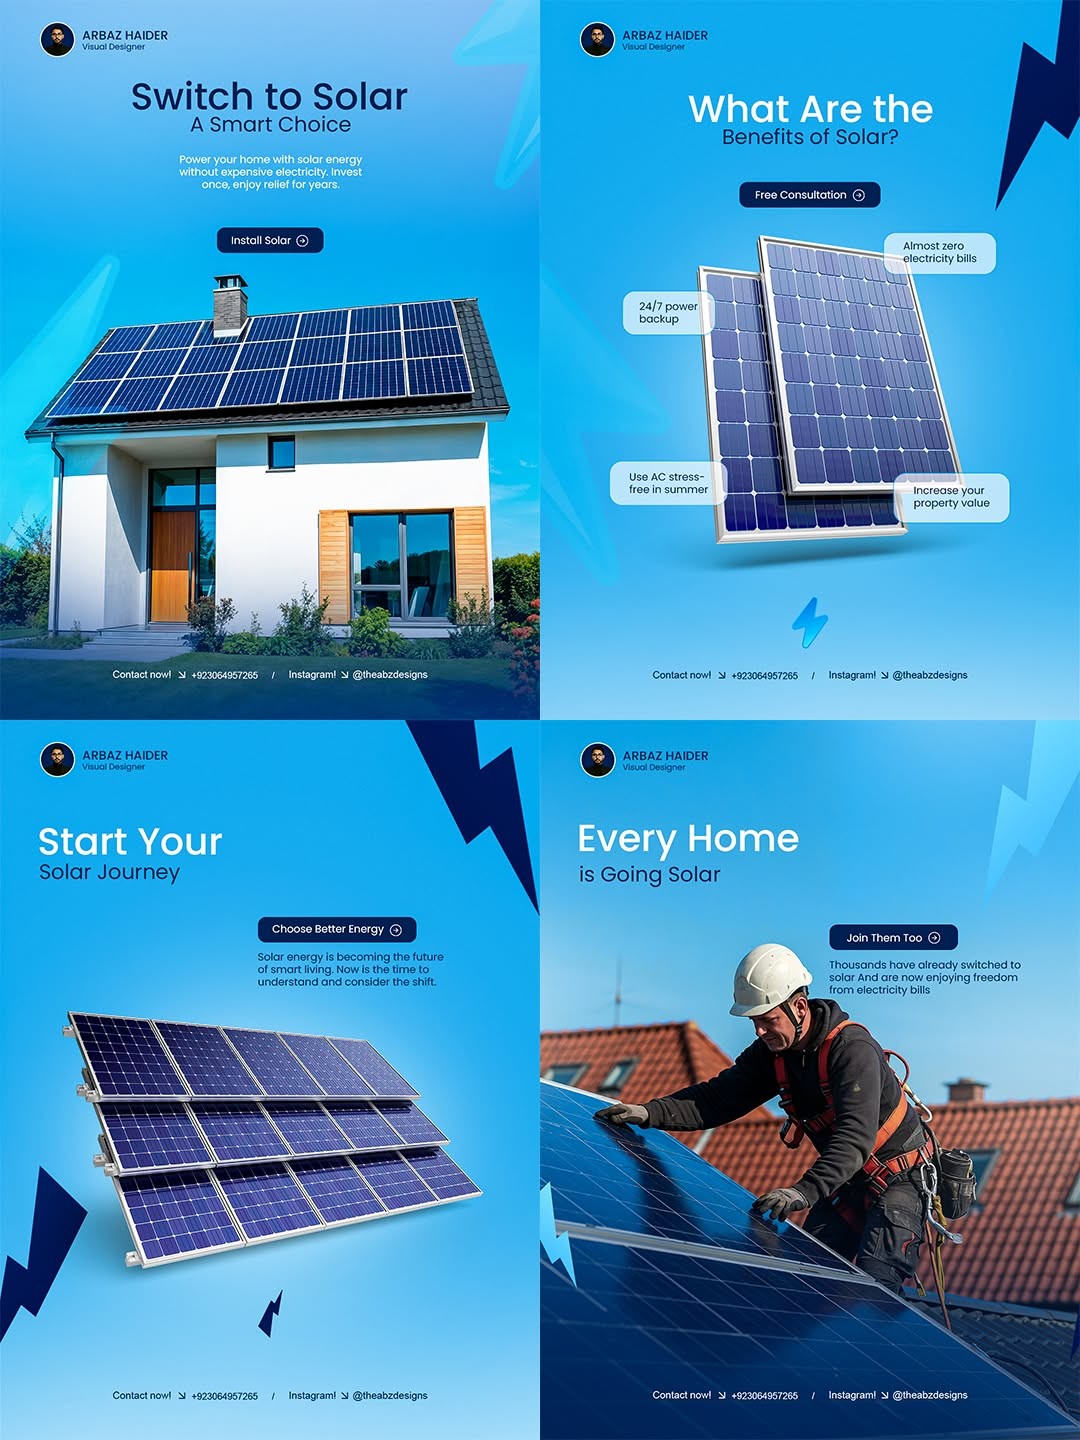 ARBAZ HAIDER
Visual Designer
Switch to Solar
A Smart Choice
Power your home with solar energy
without expensive electricity. Invest
once, enjoy relief for years.
Install Solar
Contact now! ↘ +923064957265 / Instagram! ↘ @theabzdesigns
ARBAZ HAIDER
Visual Designer
What Are the
Benefits of Solar?
Free Consultation
Almost zero
electricity bills
24/7 power
backup
Use AC stress-
free in summer
Increase your
property value
Contact now! ↘ +923064957265 / Instagram! ↘ @theabzdesigns
ARBAZ HAIDER
Visual Designer
Start Your
Solar Journey
Choose Better Energy
Solar energy is becoming the future
of smart living. Now is the time to
understand and consider the shift.
Contact now! ↘ +923064957265 / Instagram! ↘ @theabzdesigns
ARBAZ HAIDER
Visual Designer
Every Home
is Going Solar
Join Them Too
Thousands have already switched to
solar And are now enjoying freedom
from electricity bills
Contact now! ↘ +923064957265 / Instagram! ↘ @theabzdesigns